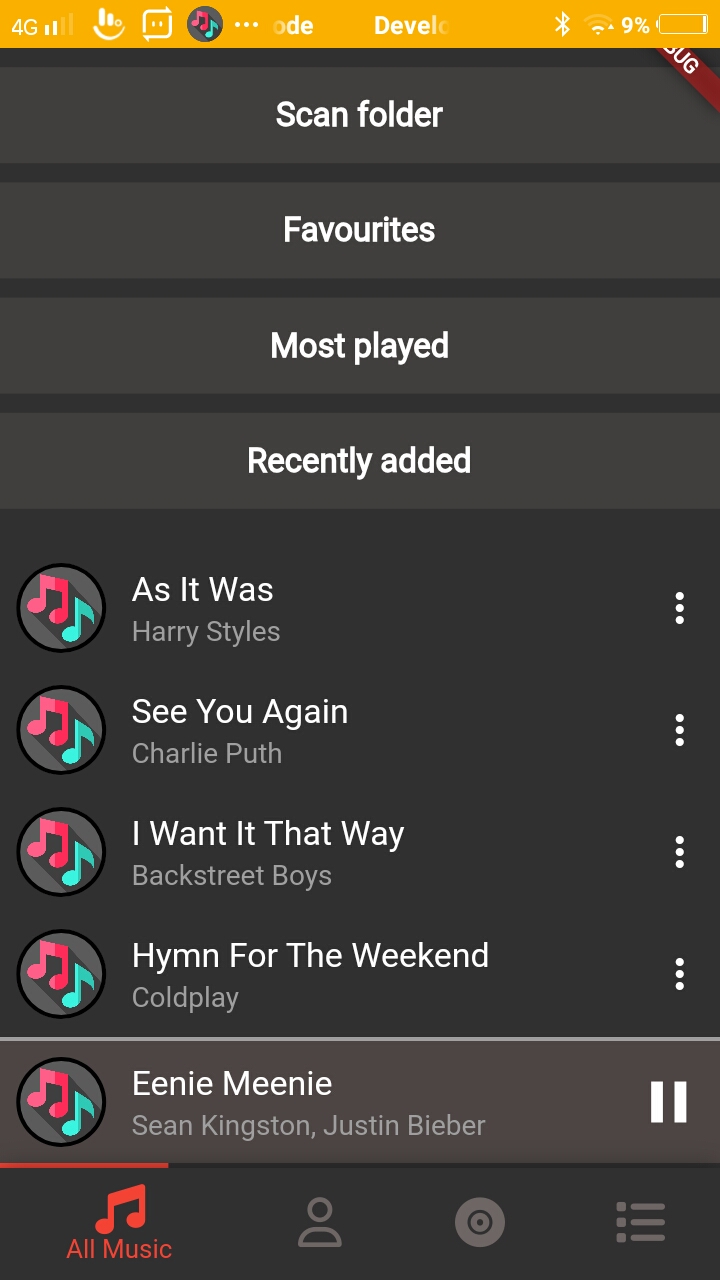 4G ode Develo 9%
BUG
Scan folder
Favourites
Most played
Recently added
As It Was
Harry Styles
See You Again
Charlie Puth
I Want It That Way
Backstreet Boys
Hymn For The Weekend
Coldplay
Eenie Meenie
Sean Kingston, Justin Bieber
All Music